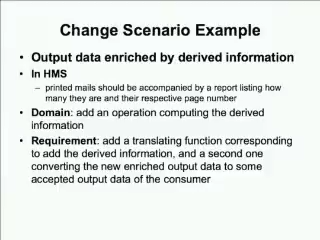 Change Scenario Example
• Output data enriched by derived information
• In HMS
– printed mails should be accompanied by a report listing how
many they are and their respective page number
• Domain: add an operation computing the derived
information
• Requirement: add a translating function corresponding
to add the derived information, and a second one
converting the new enriched output data to some
accepted output data of the consumer